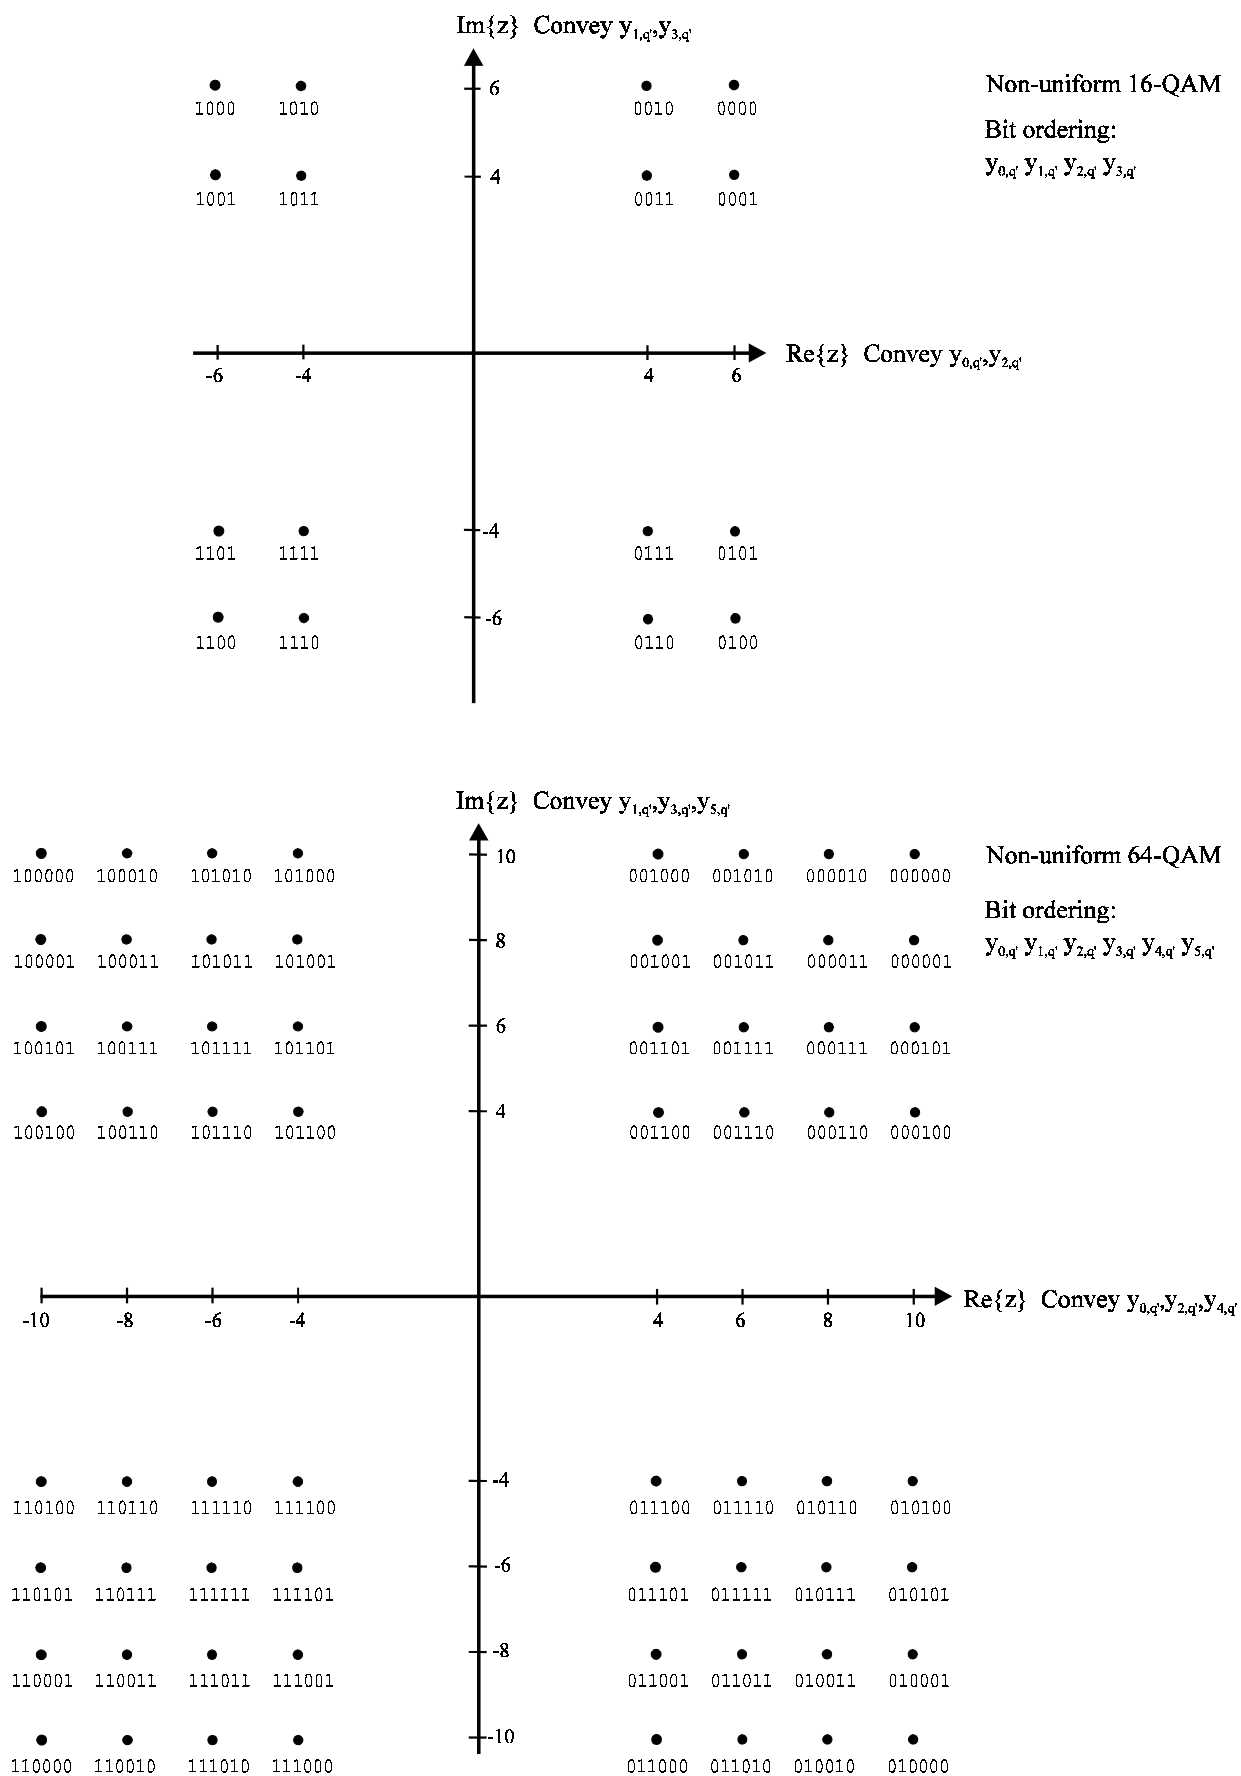 Im{z} Convey y1,q',y3,q'
6
Non-uniform 16-QAM
1000 1010 0010 0000
Bit ordering:
y0,q' y1,q' y2,q' y3,q'
4
1001 1011 0011 0001
Re{z} Convey y0,q',y2,q'
-6 -4 4 6
-4
1101 1111 0111 0101
-6
1100 1110 0110 0100
Im{z} Convey y1,q',y3,q',y5,q'
10
Non-uniform 64-QAM
100000 100010 101010 101000 001000 001010 000010 000000
Bit ordering:
8
y0,q' y1,q' y2,q' y3,q' y4,q' y5,q'
100001 100011 101011 101001 001001 001011 000011 000001
6
100101 100111 101111 101101 001101 001111 000111 000101
4
100100 100110 101110 101100 001100 001110 000110 000100
Re{z} Convey y0,q',y2,q',y4,q'
-10 -8 -6 -4 4 6 8 10
-4
110100 110110 111110 111100 011100 011110 010110 010100
-6
110101 110111 111111 111101 011101 011111 010111 010101
-8
110001 110011 111011 111001 011001 011011 010011 010001
-10
110000 110010 111010 111000 011000 011010 010010 010000